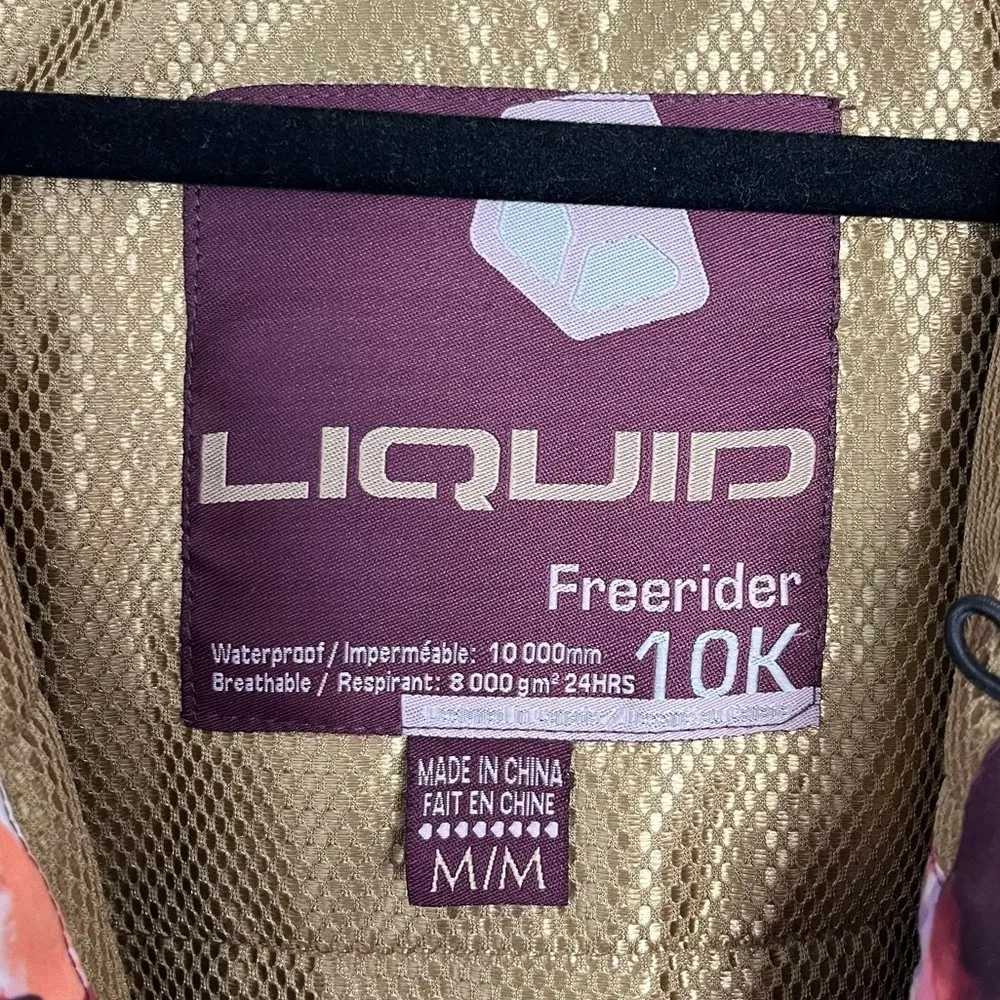 LIQUID
Freerider
10K
Waterproof / Imperméable: 10 000mm
Breathable / Respirant: 8 000 gm² 24HRS
MADE IN CHINA
FAIT EN CHINE
M/M